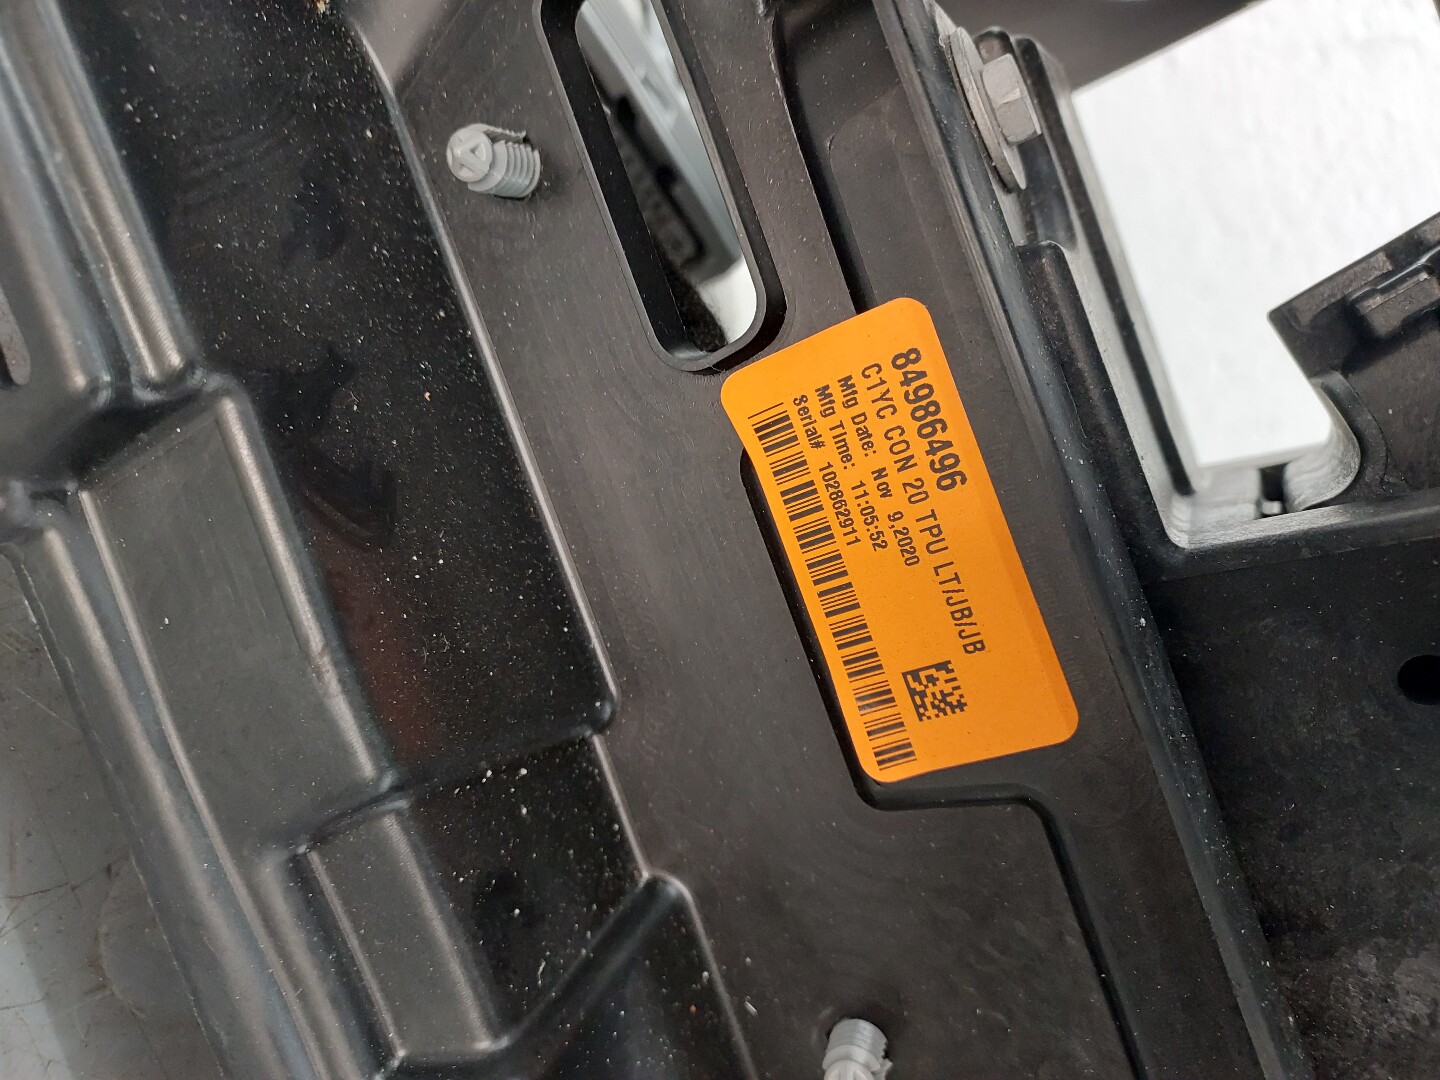 84986496
C1YC CON 20 TPU LT/JB/JB
Mfg Date: Nov 9,2020
Mfg Time: 11:05:52
Serial# 102862911